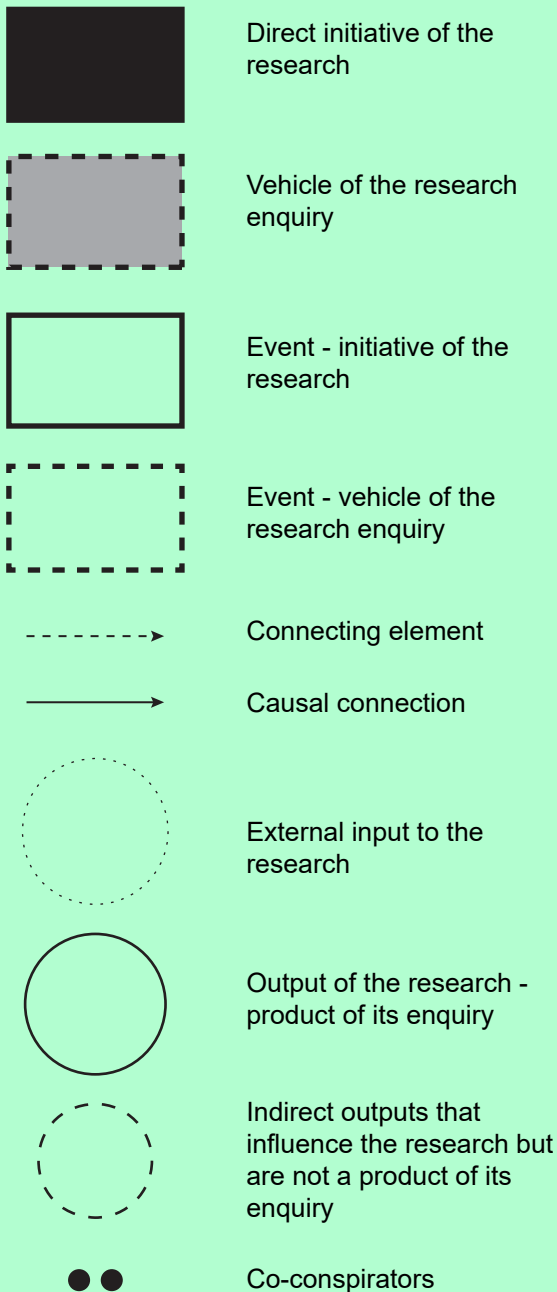 Direct initiative of the
research
Vehicle of the research
enquiry
Event - initiative of the
research
Event - vehicle of the
research enquiry
Connecting element
Causal connection
External input to the
research
Output of the research -
product of its enquiry
Indirect outputs that
influence the research but
are not a product of its
enquiry
Co-conspirators